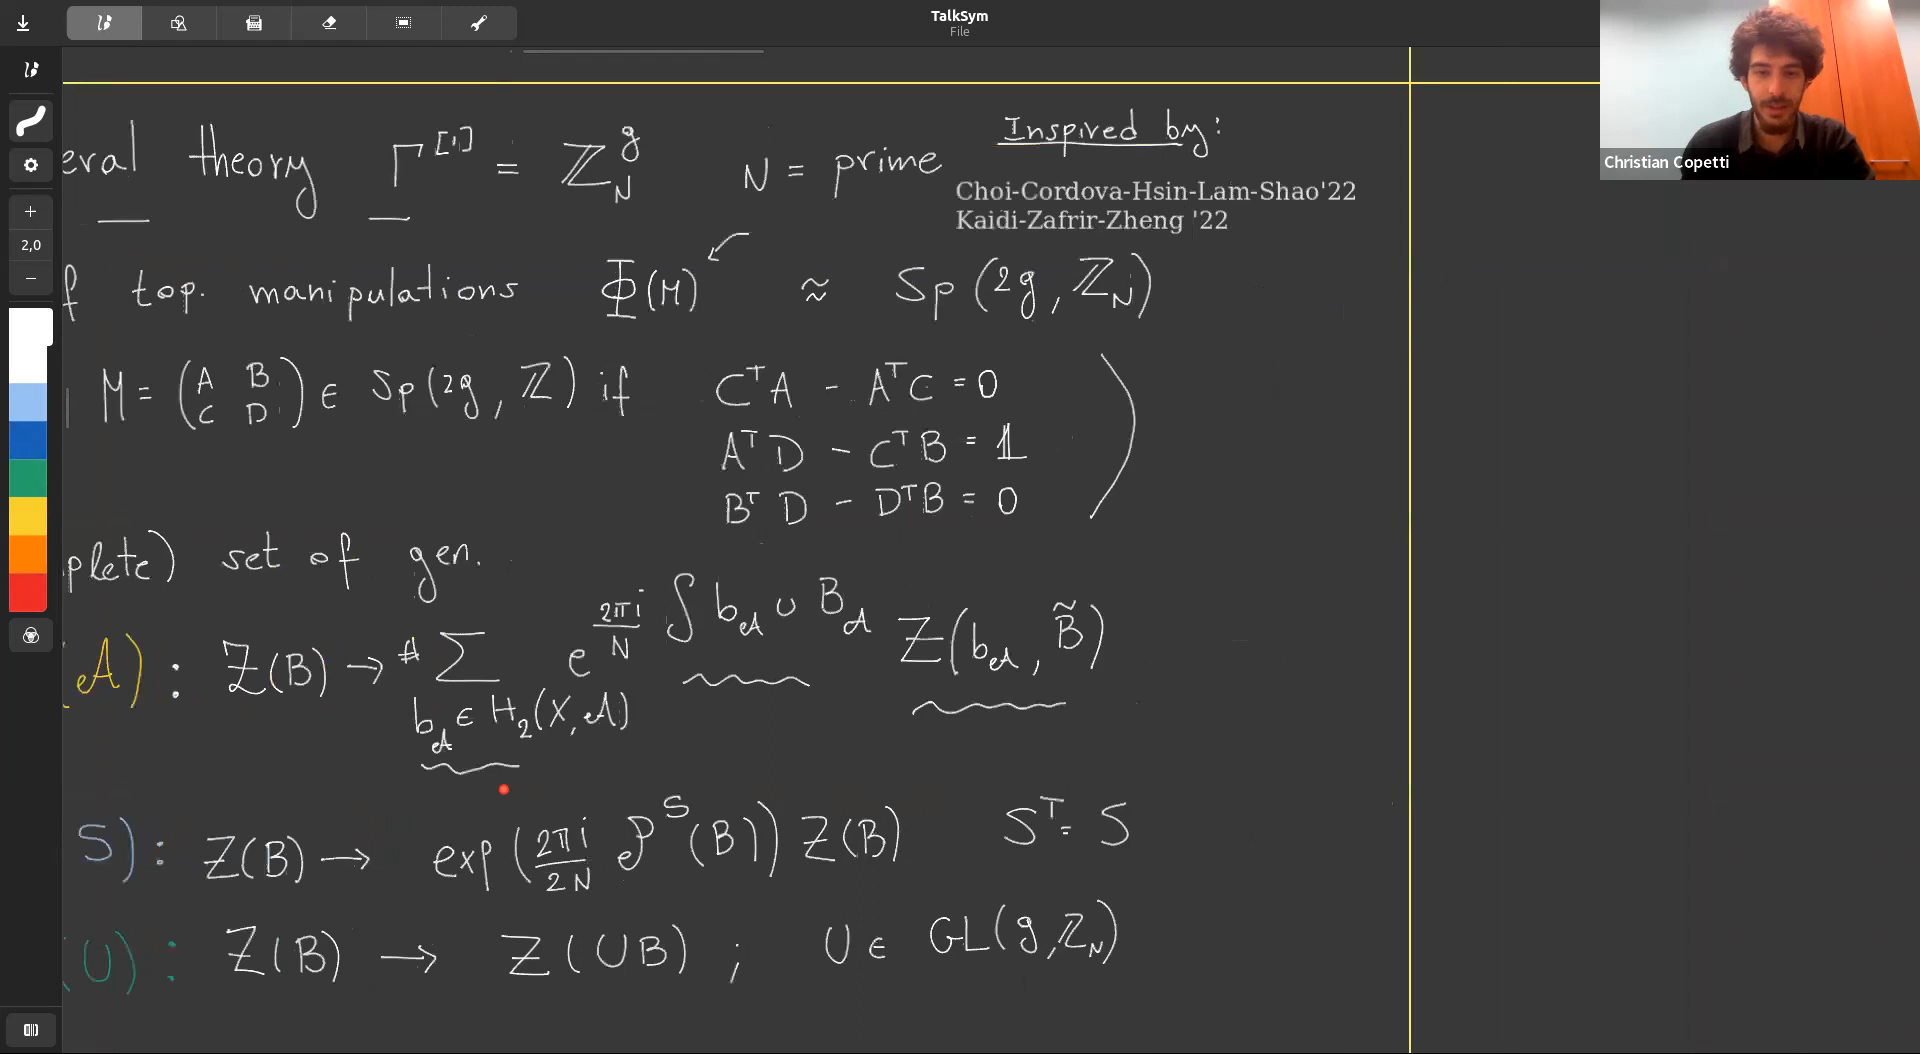 TalkSym
File
Christian Copetti
2,0
eral theory Γ^[1] = ℤ_N^g N = prime
Inspired by:
Choi-Cordova-Hsin-Lam-Shao'22
Kaidi-Zafrir-Zheng '22
f top. manipulations Φ(M) ≈ Sp(2g, ℤ_N)
M = (A B
C D) ∈ Sp(2g, ℤ) if
C^T A - A^T C = 0
A^T D - C^T B = 𝟙
B^T D - D^T B = 0
plete) set of gen.
(𝒜) : Z(B) → # Σ_{b_𝒜 ∈ H_2(X, 𝒜)} e^{2πi/N ∫ b_𝒜 ∪ B_𝒜} Z(b_𝒜, B̃)
S) : Z(B) → exp(2πi/2N 𝒫^S(B)) Z(B) S^T = S
(U) : Z(B) → Z(UB) ; U ∈ GL(g, ℤ_N)